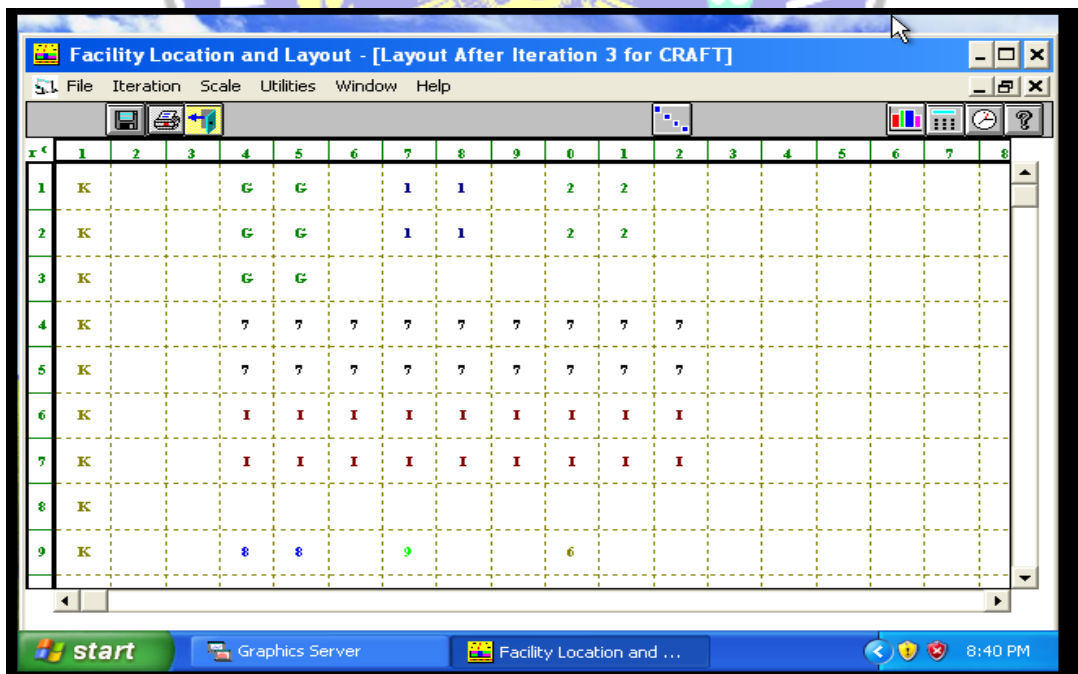 Facility Location and Layout - [Layout After Iteration 3 for CRAFT]
File Iteration Scale Utilities Window Help
r c 1 2 3 4 5 6 7 8 9 0 1 2 3 4 5 6 7 8
1 K G G 1 1 2 2
2 K G G 1 1 2 2
3 K G G
4 K 7 7 7 7 7 7 7 7 7
5 K 7 7 7 7 7 7 7 7 7
6 K I I I I I I I I I
7 K I I I I I I I I I
8 K
9 K 8 8 9 6
start Graphics Server Facility Location and ... 8:40 PM